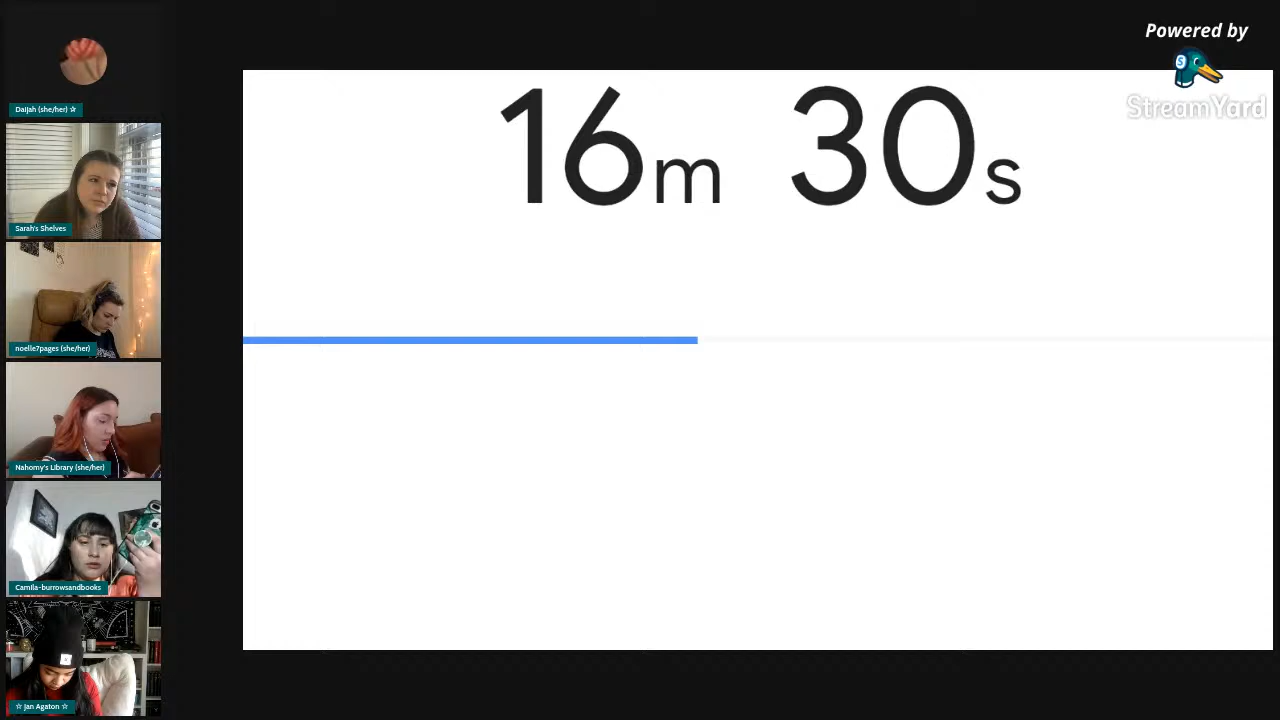 Powered by
StreamYard
16m 30s
Daijah (she/her) ☆
Sarah's Shelves
noelle7pages (she/her)
Nahomy's Library (she/her)
Camila-burrowsandbooks
☆ Jan Agaton ☆